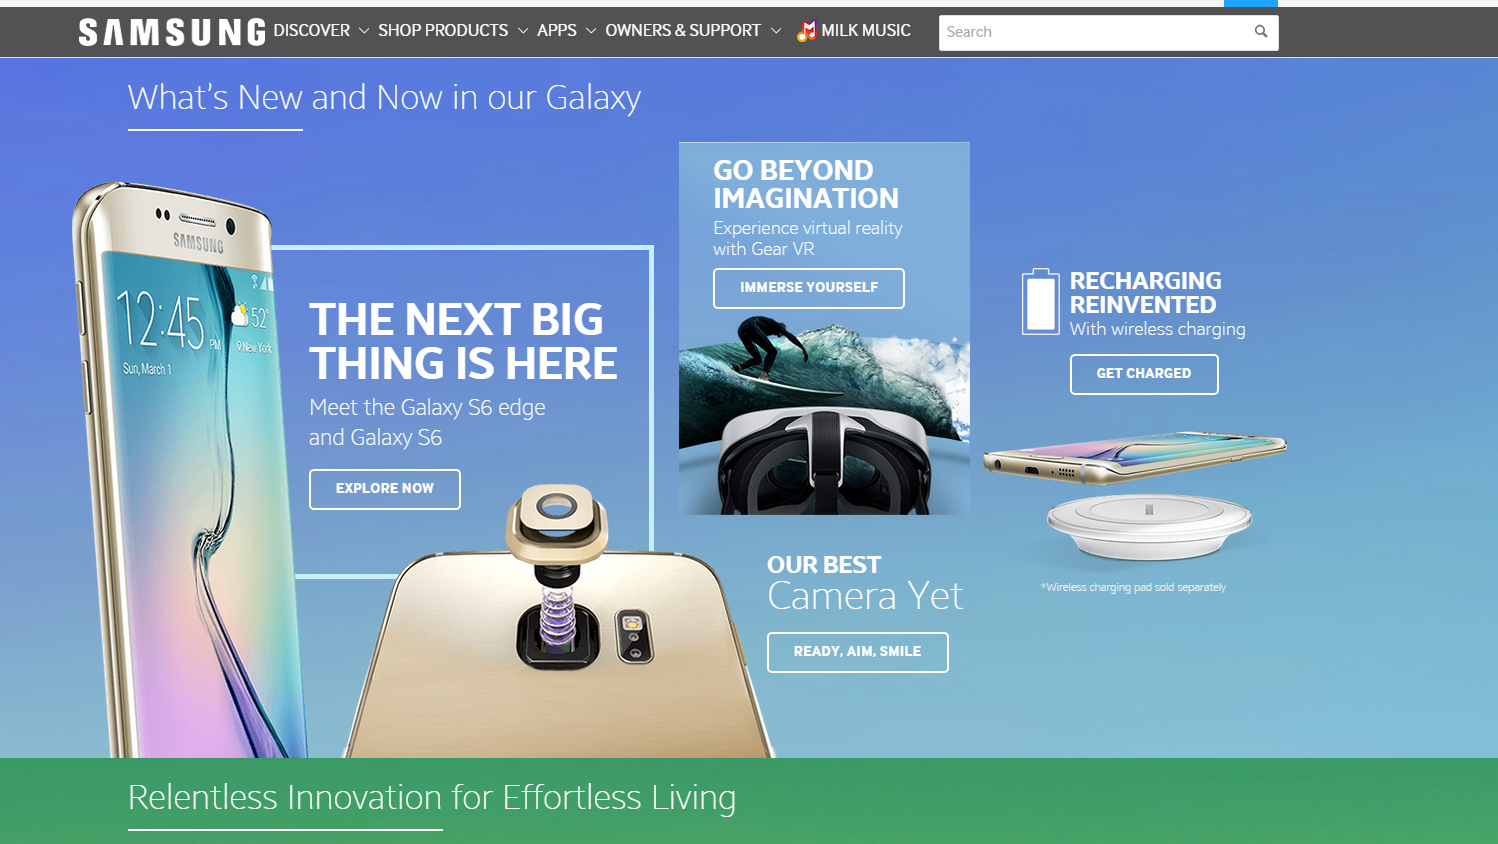 SAMSUNG DISCOVER SHOP PRODUCTS APPS OWNERS & SUPPORT MILK MUSIC Search
What's New and Now in our Galaxy
SAMSUNG
12:45 PM
52°
New York
Sun, March 1
THE NEXT BIG
THING IS HERE
Meet the Galaxy S6 edge
and Galaxy S6
EXPLORE NOW
GO BEYOND
IMAGINATION
Experience virtual reality
with Gear VR
IMMERSE YOURSELF
RECHARGING
REINVENTED
With wireless charging
GET CHARGED
*Wireless charging pad sold separately
OUR BEST
Camera Yet
READY, AIM, SMILE
Relentless Innovation for Effortless Living